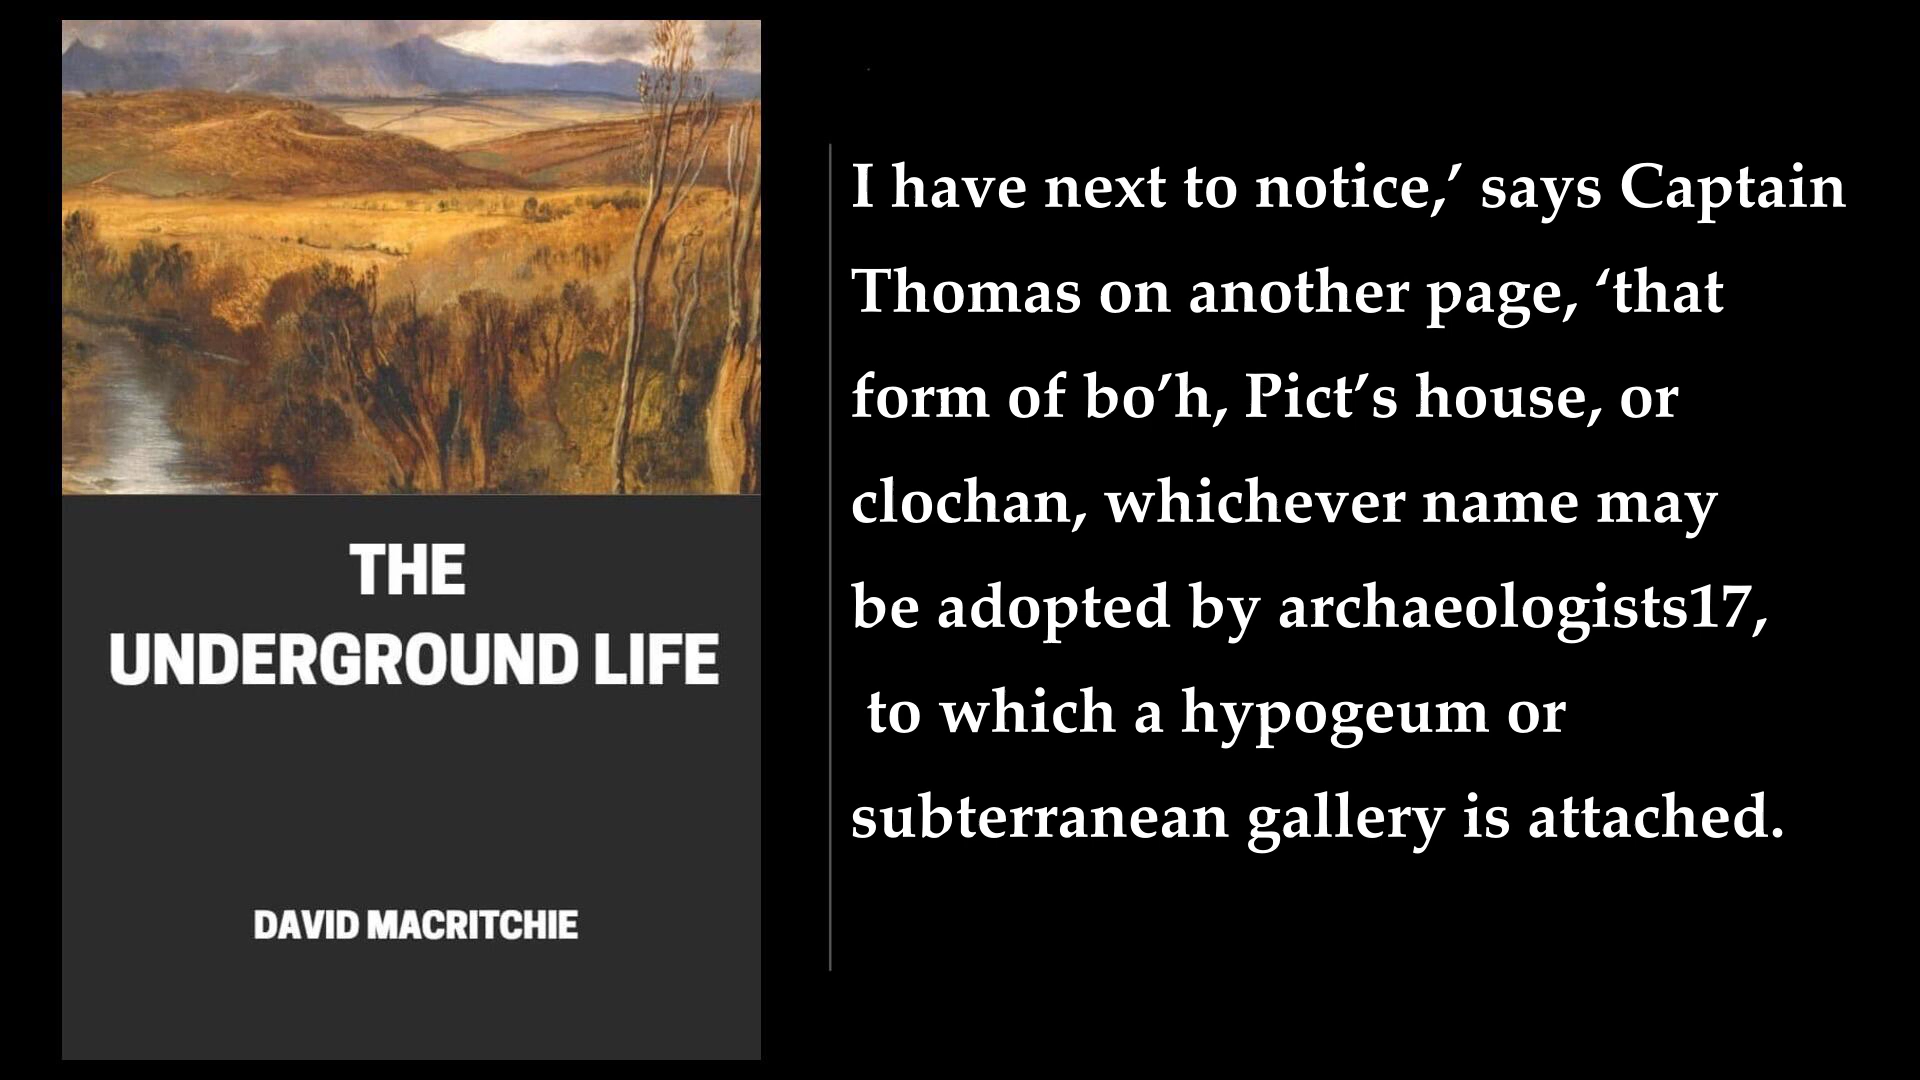 THE
UNDERGROUND LIFE
DAVID MACRITCHIE
I have next to notice,’ says Captain
Thomas on another page, ‘that
form of bo’h, Pict’s house, or
clochan, whichever name may
be adopted by archaeologists17,
to which a hypogeum or
subterranean gallery is attached.